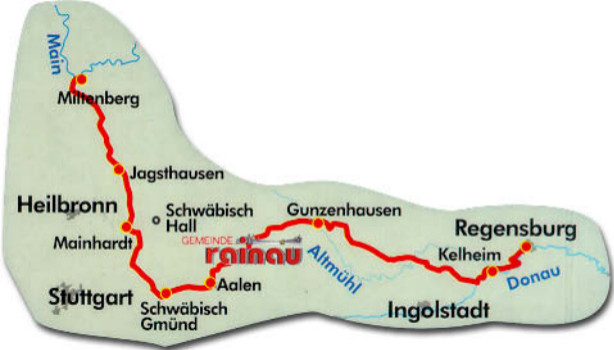 Main
Miltenberg
Jagsthausen
Heilbronn
Schwäbisch
Hall
Gunzenhausen
Regensburg
Mainhardt
GEMEINDE
rainau
Altmühl
Kelheim
Donau
Aalen
Stuttgart
Schwäbisch
Gmünd
Ingolstadt